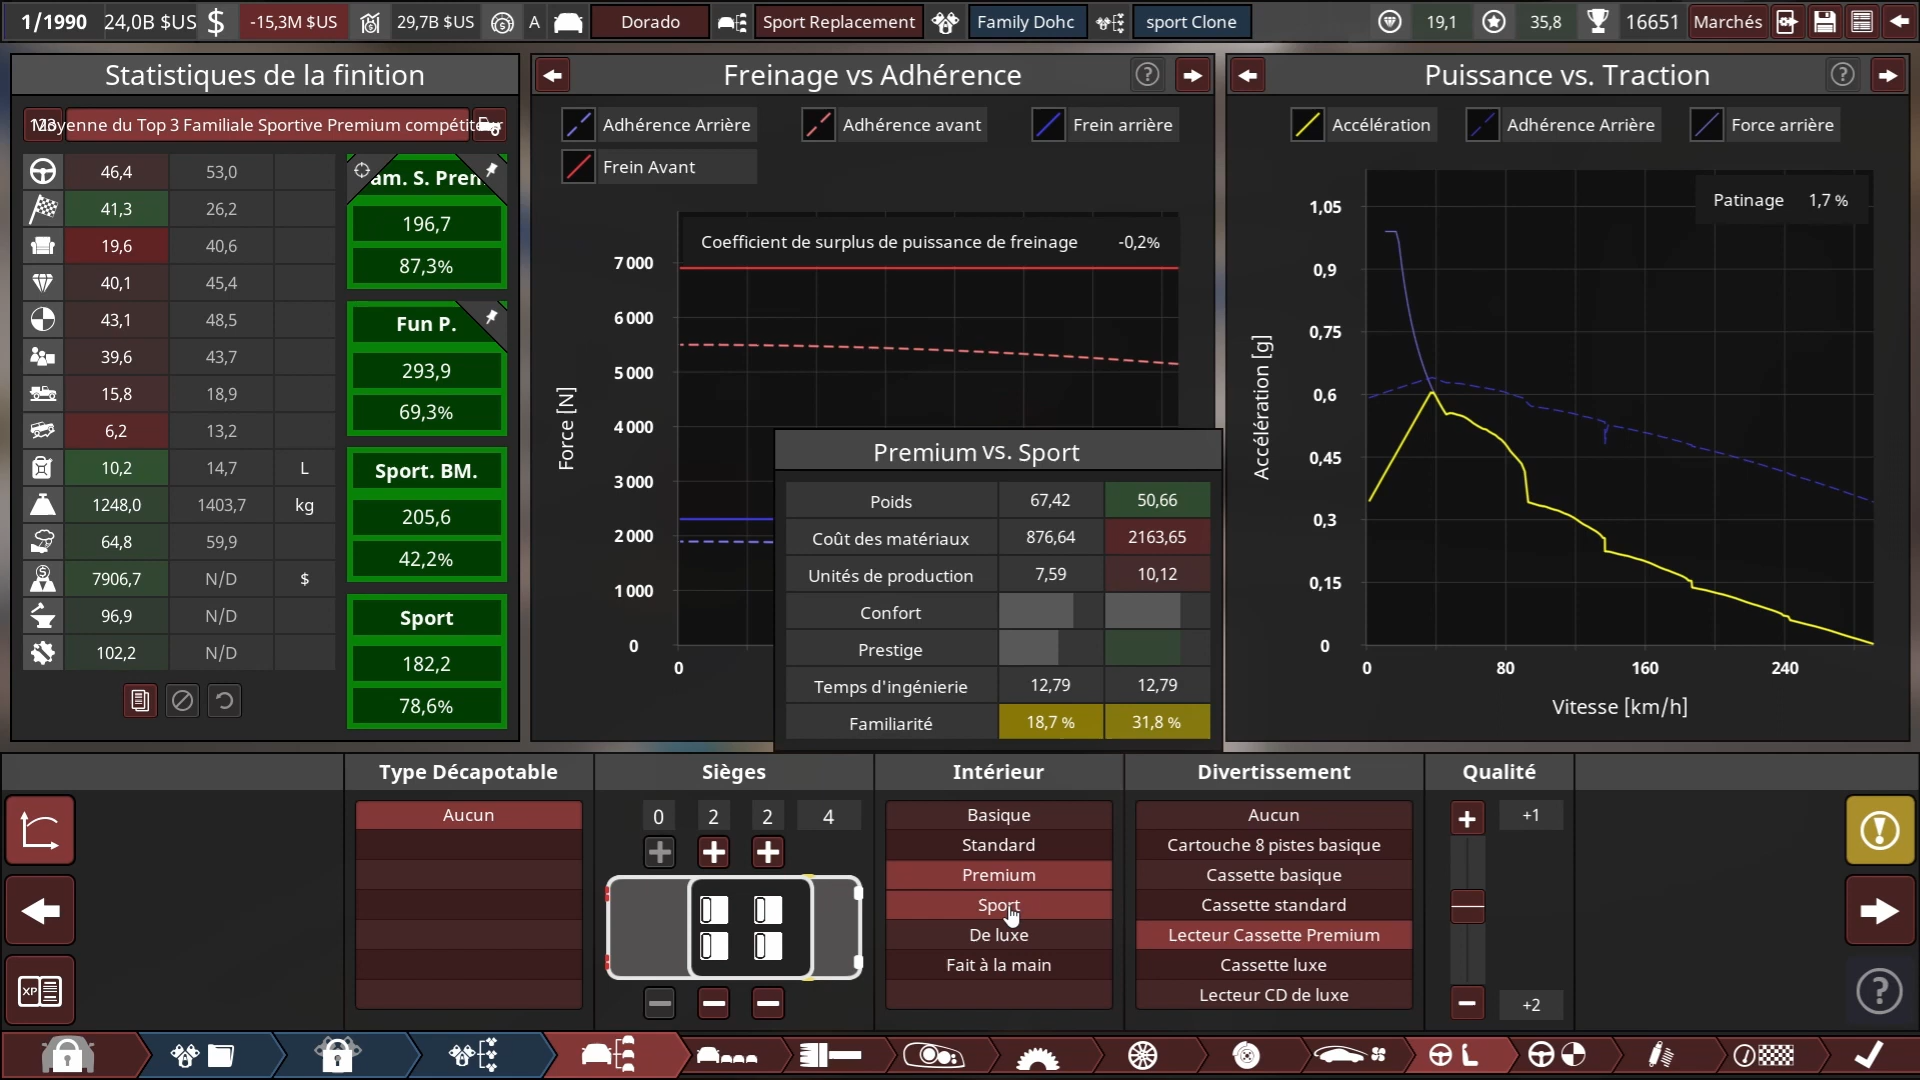 1/1990
24,0B $US
-15,3M $US
29,7B $US
A
Dorado
Sport Replacement
Family Dohc
sport Clone
19,1
35,8
16651
Marchés
Statistiques de la finition
Moyenne du Top 3 Familiale Sportive Premium compétiteur
46,4 53,0
41,3 26,2
19,6 40,6
40,1 45,4
43,1 48,5
39,6 43,7
15,8 18,9
6,2 13,2
10,2 14,7 L
1248,0 1403,7 kg
64,8 59,9
7906,7 N/D $
96,9 N/D
102,2 N/D
am. S. Pren
196,7
87,3%
Fun P.
293,9
69,3%
Sport. BM.
205,6
42,2%
Sport
182,2
78,6%
Freinage vs Adhérence
?
Adhérence Arrière
Adhérence avant
Frein arrière
Frein Avant
Coefficient de surplus de puissance de freinage -0,2%
Force [N]
7 000
6 000
5 000
4 000
3 000
2 000
1 000
0
0
Premium vs. Sport
Poids 67,42 50,66
Coût des matériaux 876,64 2163,65
Unités de production 7,59 10,12
Confort
Prestige
Temps d'ingénierie 12,79 12,79
Familiarité 18,7 % 31,8 %
Puissance vs. Traction
?
Accélération
Adhérence Arrière
Force arrière
Patinage 1,7 %
Accélération [g]
1,05
0,9
0,75
0,6
0,45
0,3
0,15
0
0 80 160 240
Vitesse [km/h]
Type Décapotable
Aucun
Sièges
0 2 2 4
Intérieur
Basique
Standard
Premium
Sport
De luxe
Fait à la main
Divertissement
Aucun
Cartouche 8 pistes basique
Cassette basique
Cassette standard
Lecteur Cassette Premium
Cassette luxe
Lecteur CD de luxe
Qualité
+1
+2
XP
?